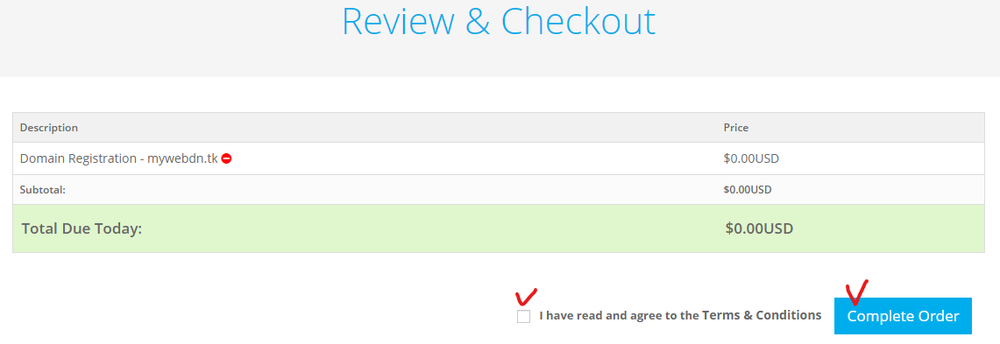 Review & Checkout
Description Price
Domain Registration - mywebdn.tk $0.00USD
Subtotal: $0.00USD
Total Due Today: $0.00USD
I have read and agree to the Terms & Conditions Complete Order